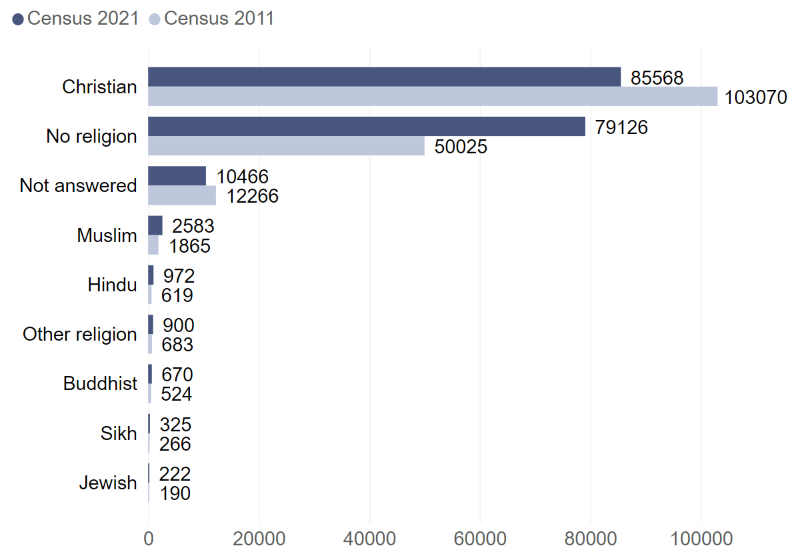 Census 2021 Census 2011
Christian 85568
103070
No religion 79126
50025
Not answered 10466
12266
Muslim 2583
1865
Hindu 972
619
Other religion 900
683
Buddhist 670
524
Sikh 325
266
Jewish 222
190
0 20000 40000 60000 80000 100000